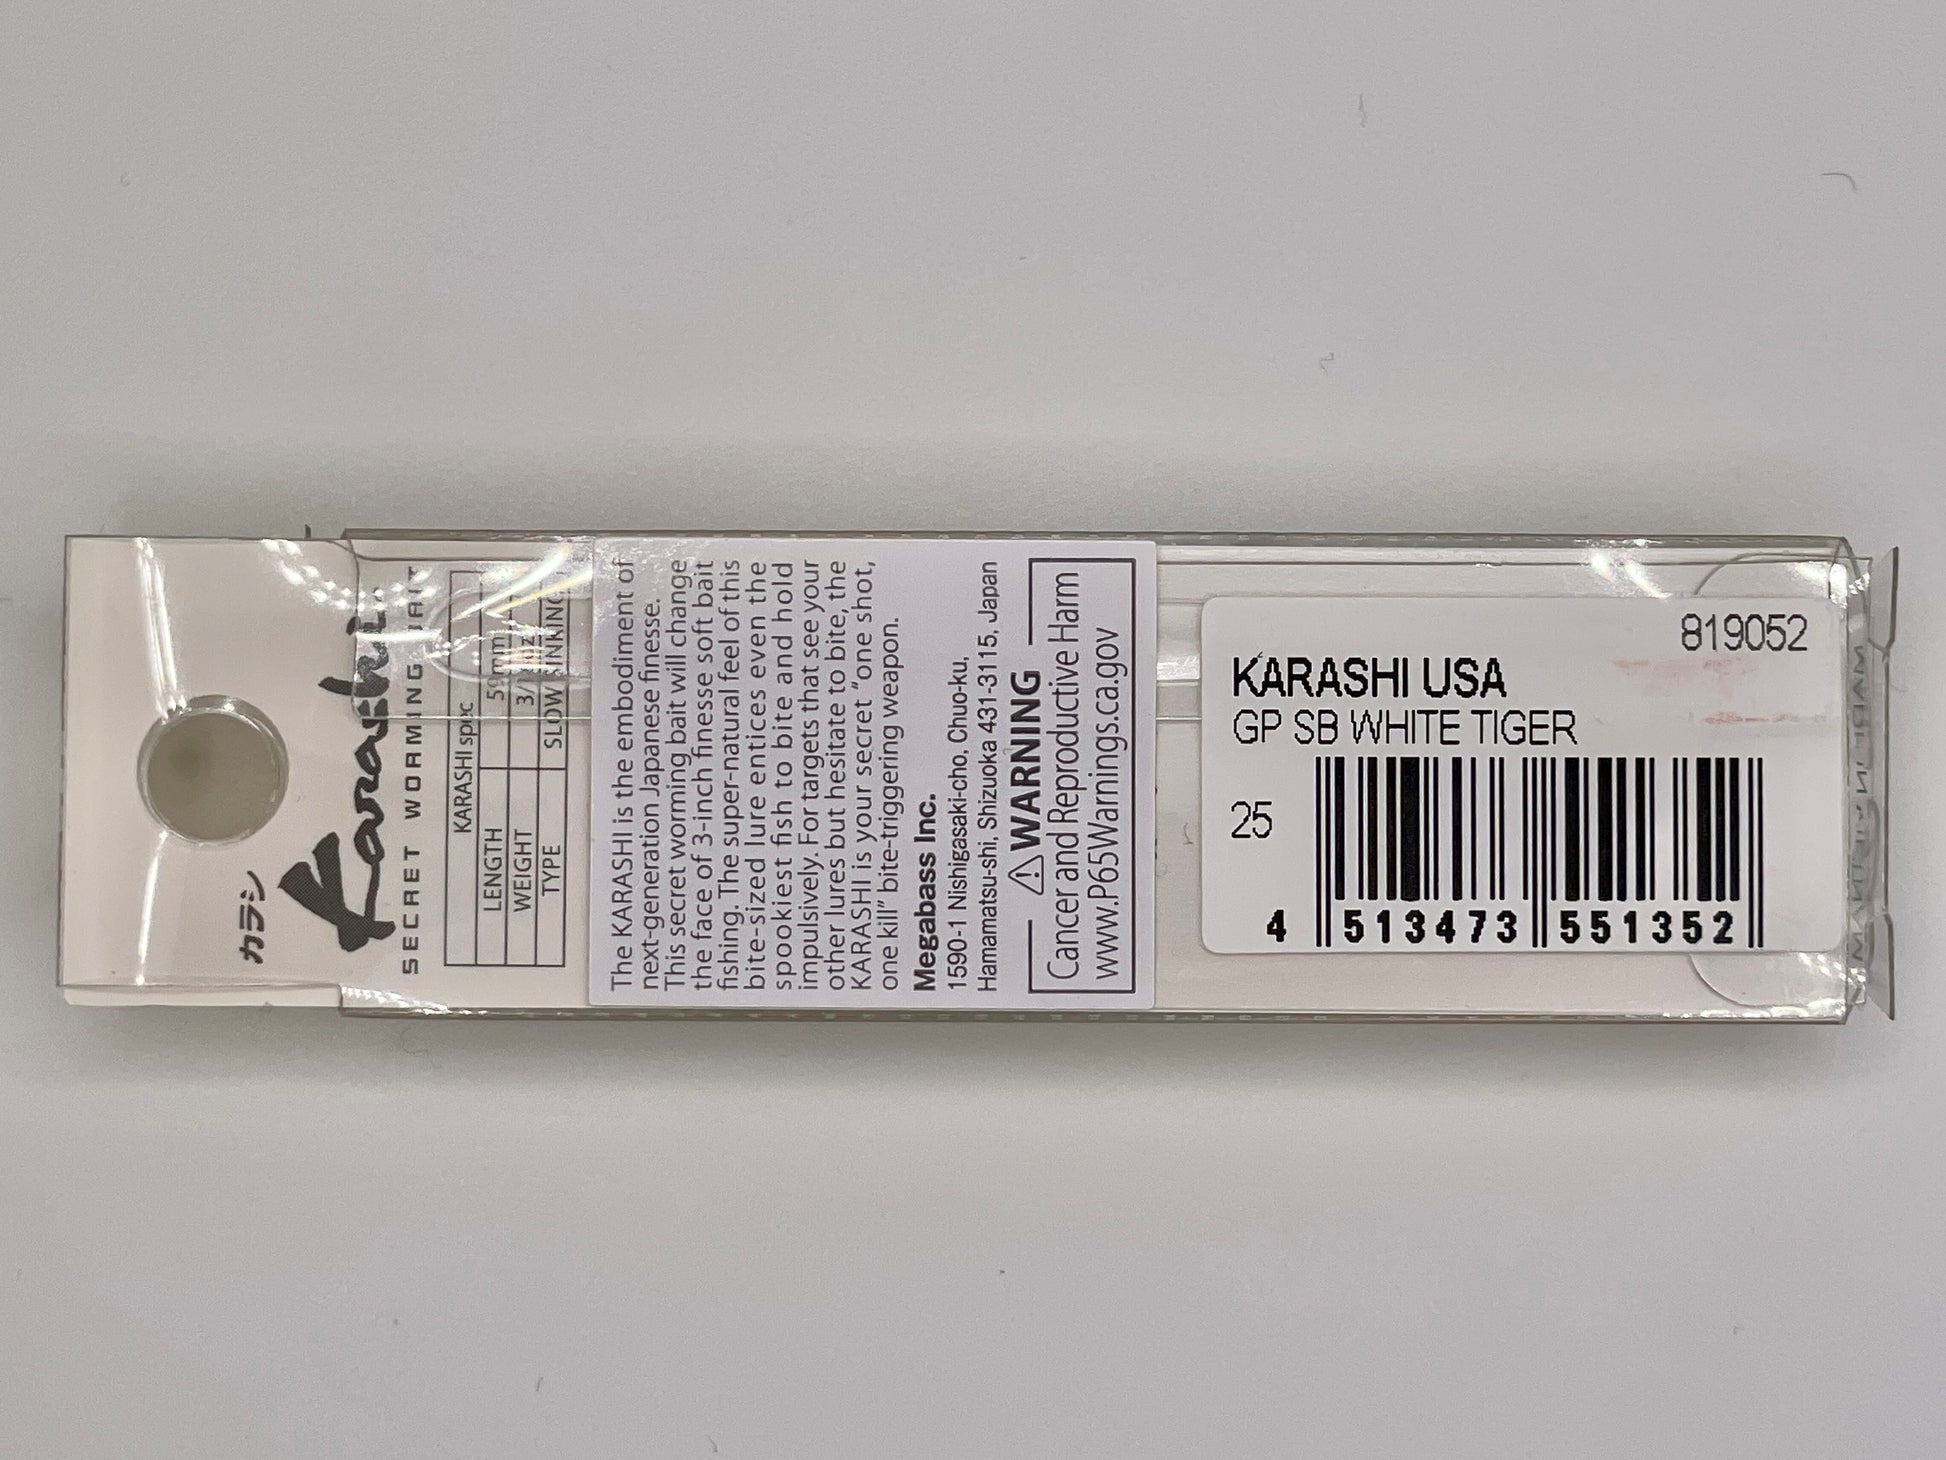 カラシ
Karashi
SECRET WORMING BAIT
KARASHI spec
LENGTH 59mm
WEIGHT
TYPE SLOW SINKING
The KARASHI is the embodiment of
next-generation Japanese finesse.
This secret worming bait will change
the face of 3-inch finesse soft bait
fishing. The super-natural feel of this
bite-sized lure entices even the
spookiest fish to bite and hold
impulsively. For targets that see your
other lures but hesitate to bite, the
KARASHI is your secret "one shot,
one kill" bite-triggering weapon.
Megabass Inc.
1590-1 Nishigasaki-cho, Chuo-ku,
Hamamatsu-shi, Shizuoka 431-3115, Japan
⚠WARNING
Cancer and Reproductive Harm
www.P65Warnings.ca.gov
819052
KARASHI USA
GP SB WHITE TIGER
25
4 513473 551352